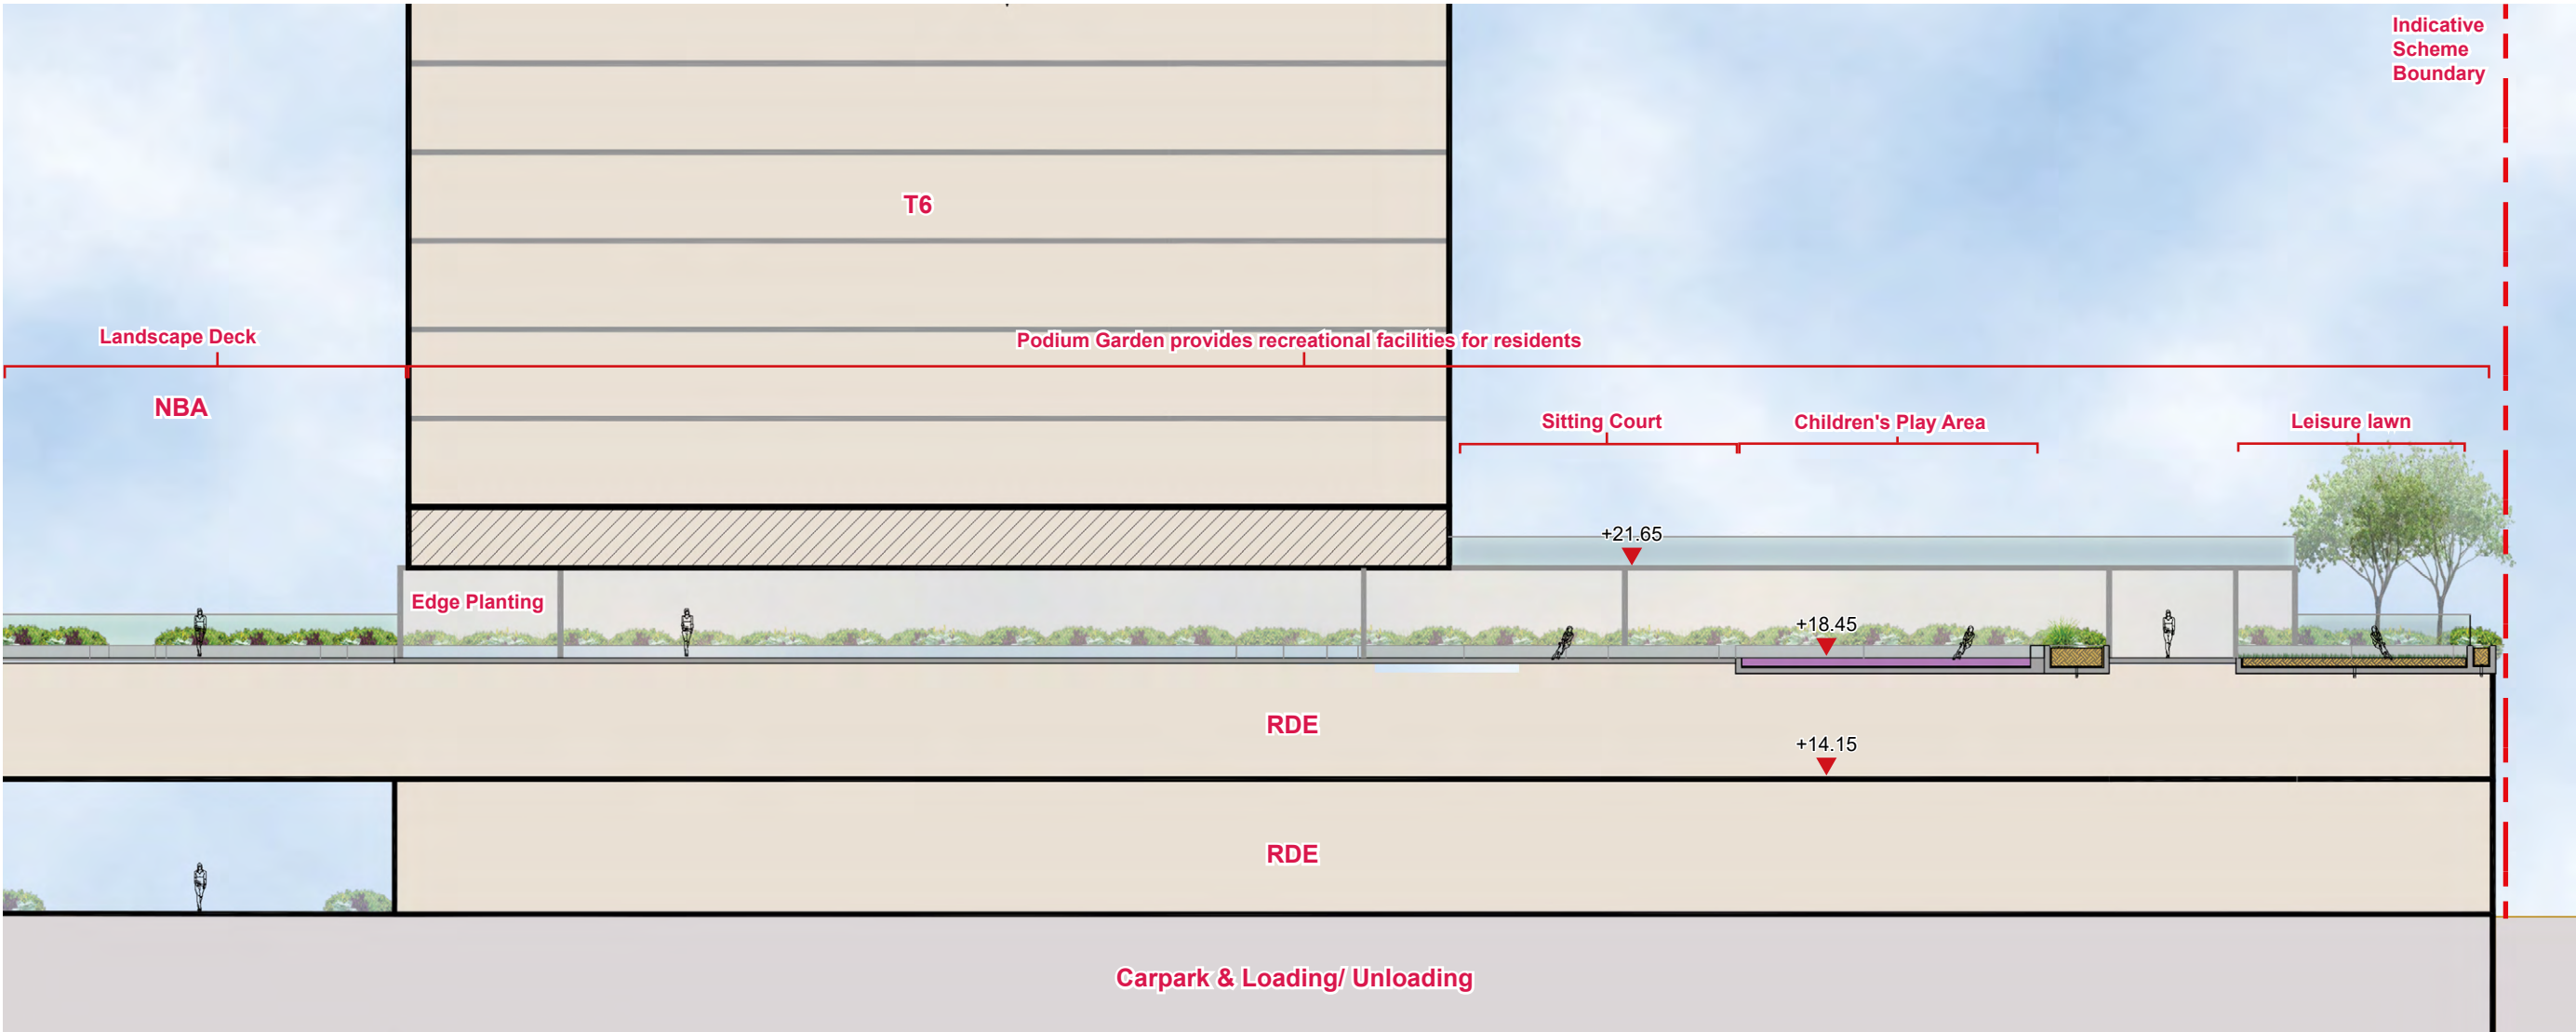 Indicative
Scheme
Boundary
T6
Landscape Deck
Podium Garden provides recreational facilities for residents
NBA
Sitting Court
Children's Play Area
Leisure lawn
+21.65
Edge Planting
+18.45
RDE
+14.15
RDE
Carpark & Loading/ Unloading